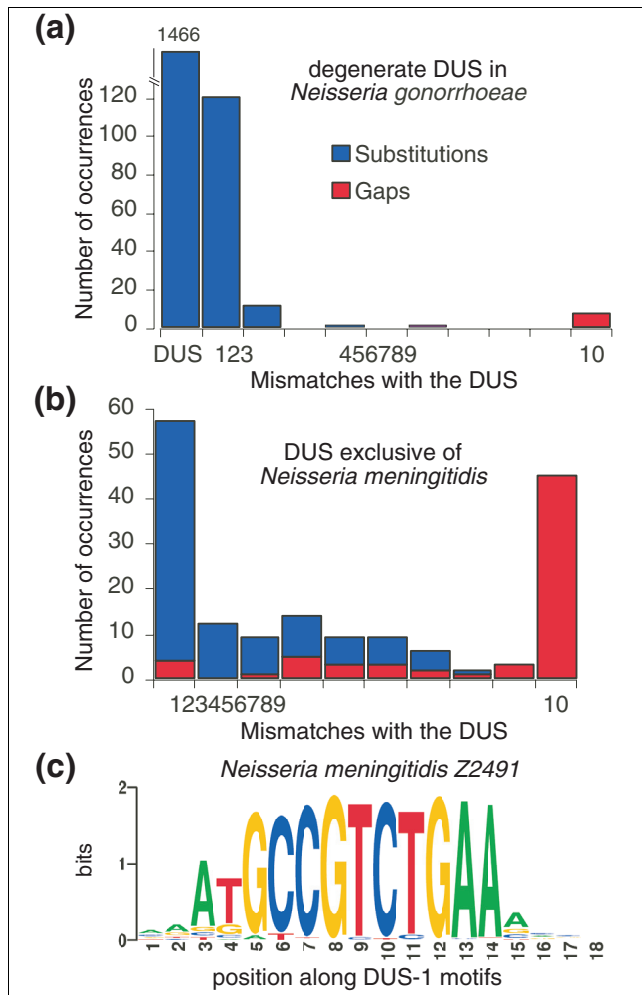 (a)
1466
degenerate DUS in
Neisseria gonorrhoeae
Substitutions
Gaps
Number of occurrences
120
100
80
60
40
20
0
DUS 123 456789 10
Mismatches with the DUS
(b)
60
50
40
30
20
10
0
DUS exclusive of
Neisseria meningitidis
Number of occurrences
123456789 10
Mismatches with the DUS
(c)
Neisseria meningitidis Z2491
2
1
0
bits
ATGCCGTCTGAAA
1 2 3 4 5 6 7 8 9 10 11 12 13 14 15 16 17 18
position along DUS-1 motifs